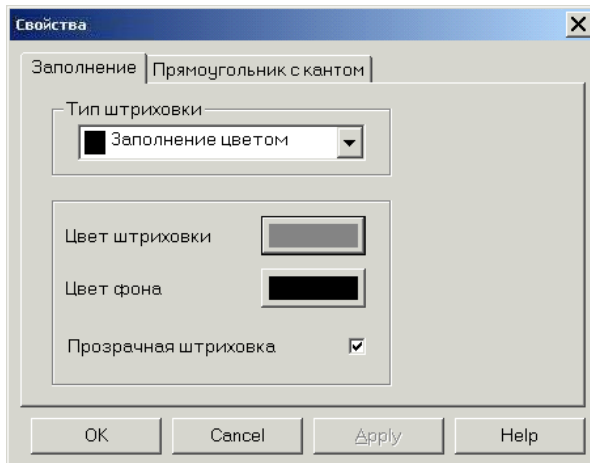 Свойства
Заполнение
Прямоугольник с кантом
Тип штриховки
Заполнение цветом
Цвет штриховки
Цвет фона
Прозрачная штриховка
OK
Cancel
Apply
Help